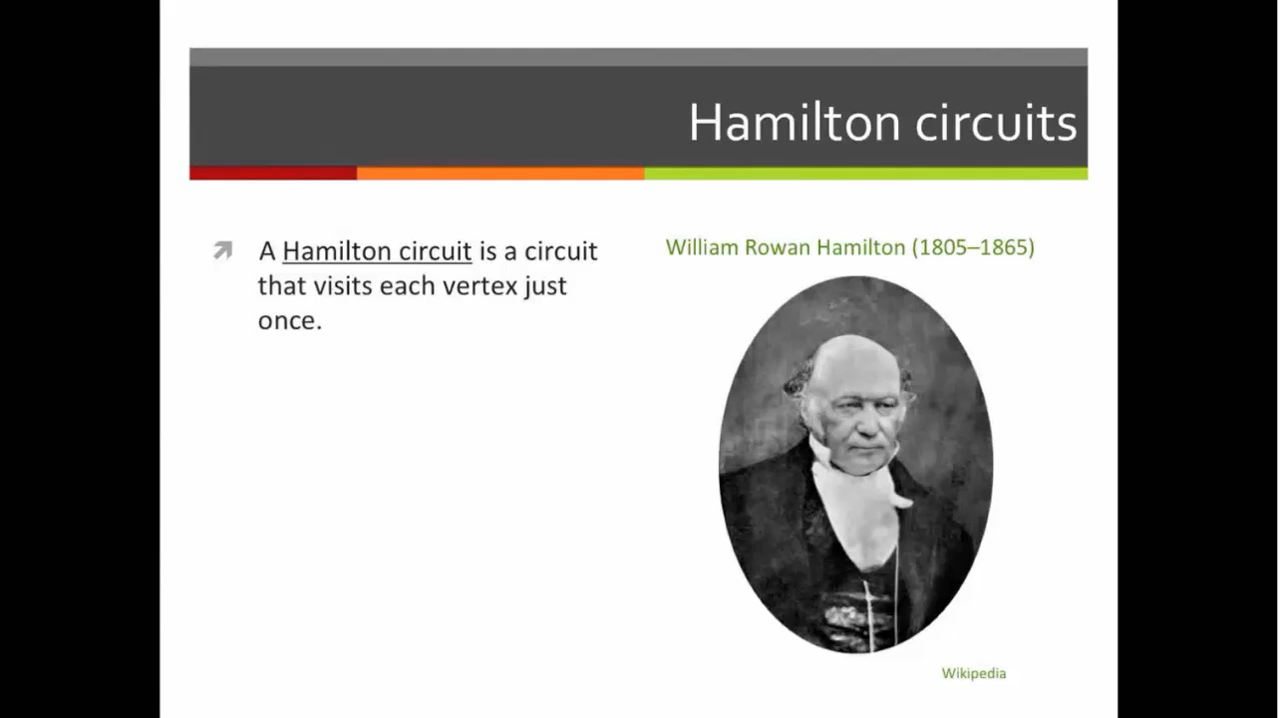 Hamilton circuits
A Hamilton circuit is a circuit
that visits each vertex just
once.
William Rowan Hamilton (1805–1865)
Wikipedia